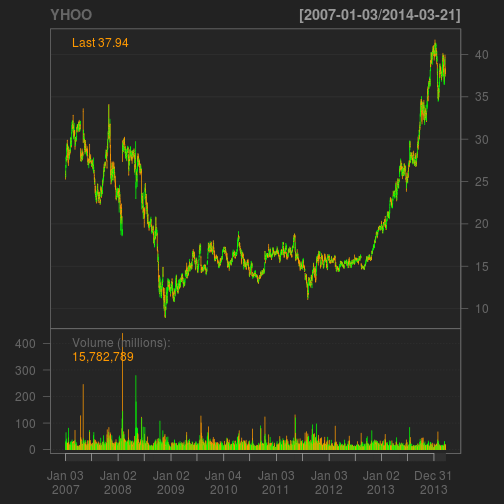 YHOO [2007-01-03/2014-03-21]
Last 37.94
40
35
30
25
20
15
10
Volume (millions):
15,782,789
400
300
200
100
0
Jan 03 Jan 02 Jan 02 Jan 04 Jan 03 Jan 03 Jan 02 Dec 31
2007 2008 2009 2010 2011 2012 2013 2013